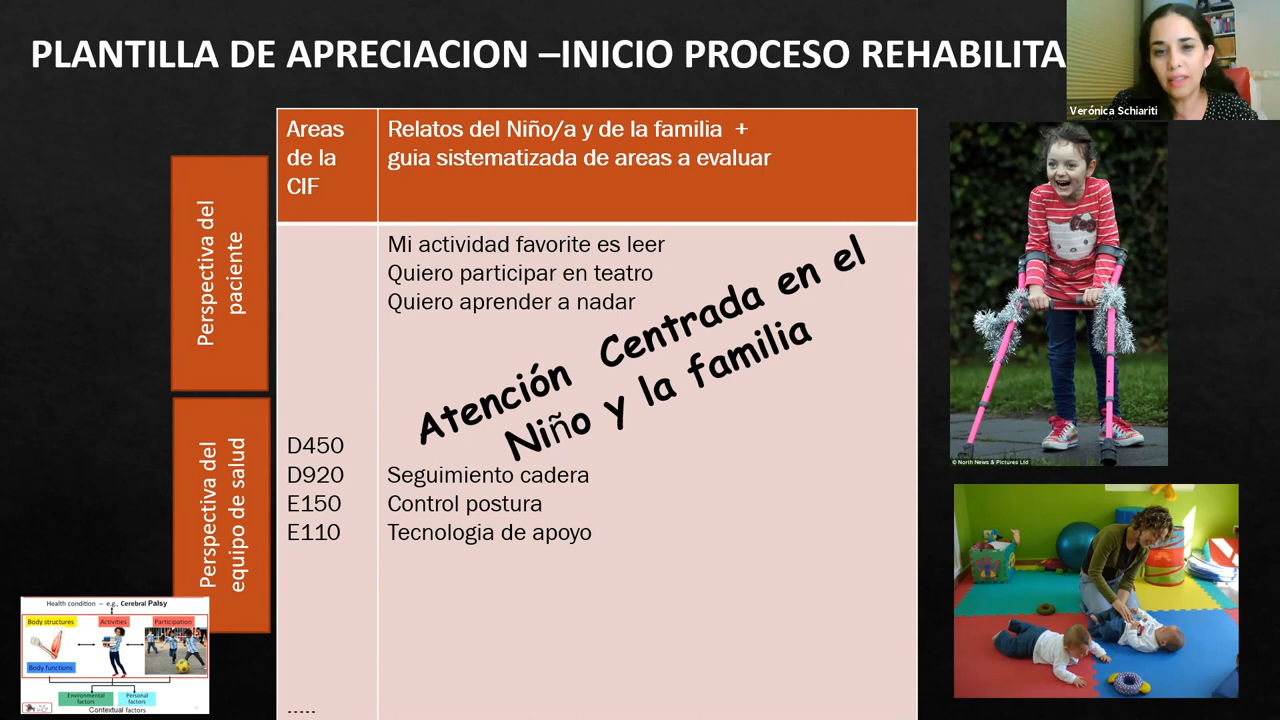 PLANTILLA DE APRECIACION –INICIO PROCESO REHABILITA
Verónica Schiariti
Areas
de la
CIF
Relatos del Niño/a y de la familia +
guia sistematizada de areas a evaluar
Perspectiva del
paciente
Mi actividad favorite es leer
Quiero participar en teatro
Quiero aprender a nadar
Atención Centrada en el
Niño y la familia
Perspectiva del
equipo de salud
D450
D920
E150
E110
Seguimiento cadera
Control postura
Tecnologia de apoyo
.....
© North News & Pictures Ltd
Health condition – e.g., Cerebral Palsy
Body structures
Activities
Participation
Body functions
Environmental
factors
Personal
factors
Contextual factors